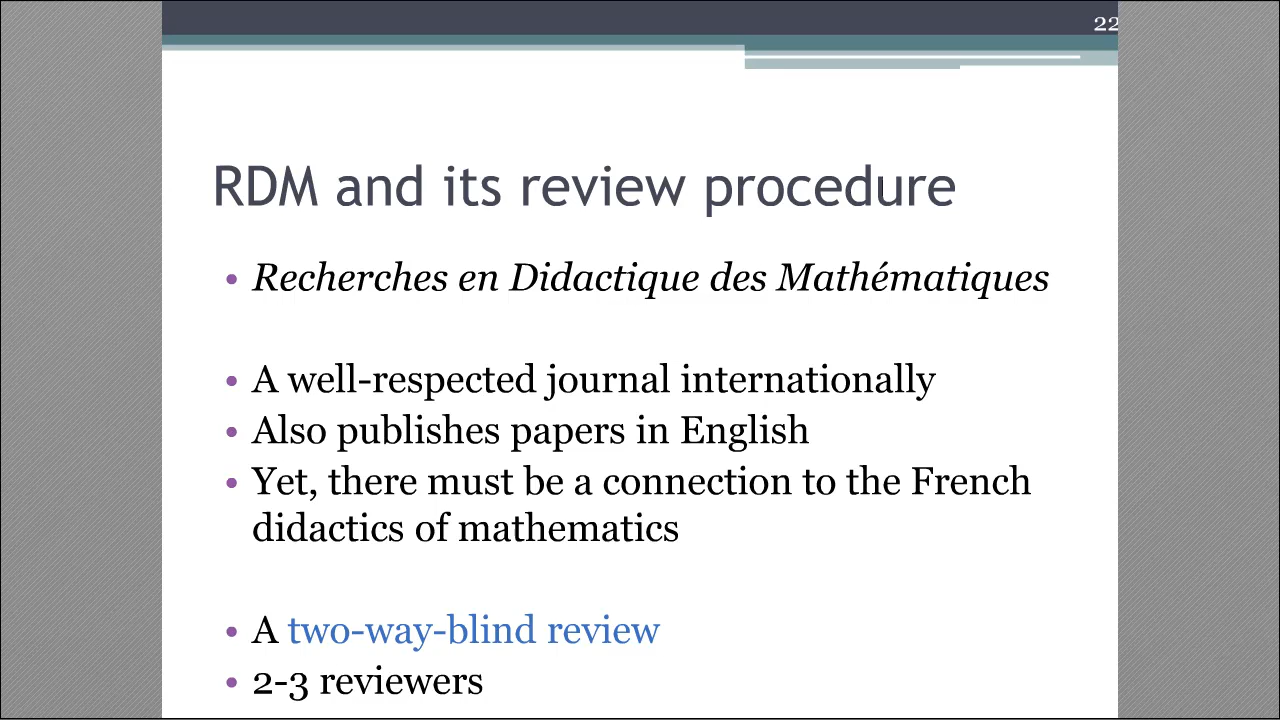 22
RDM and its review procedure
• Recherches en Didactique des Mathématiques
• A well-respected journal internationally
• Also publishes papers in English
• Yet, there must be a connection to the French
didactics of mathematics
• A two-way-blind review
• 2-3 reviewers